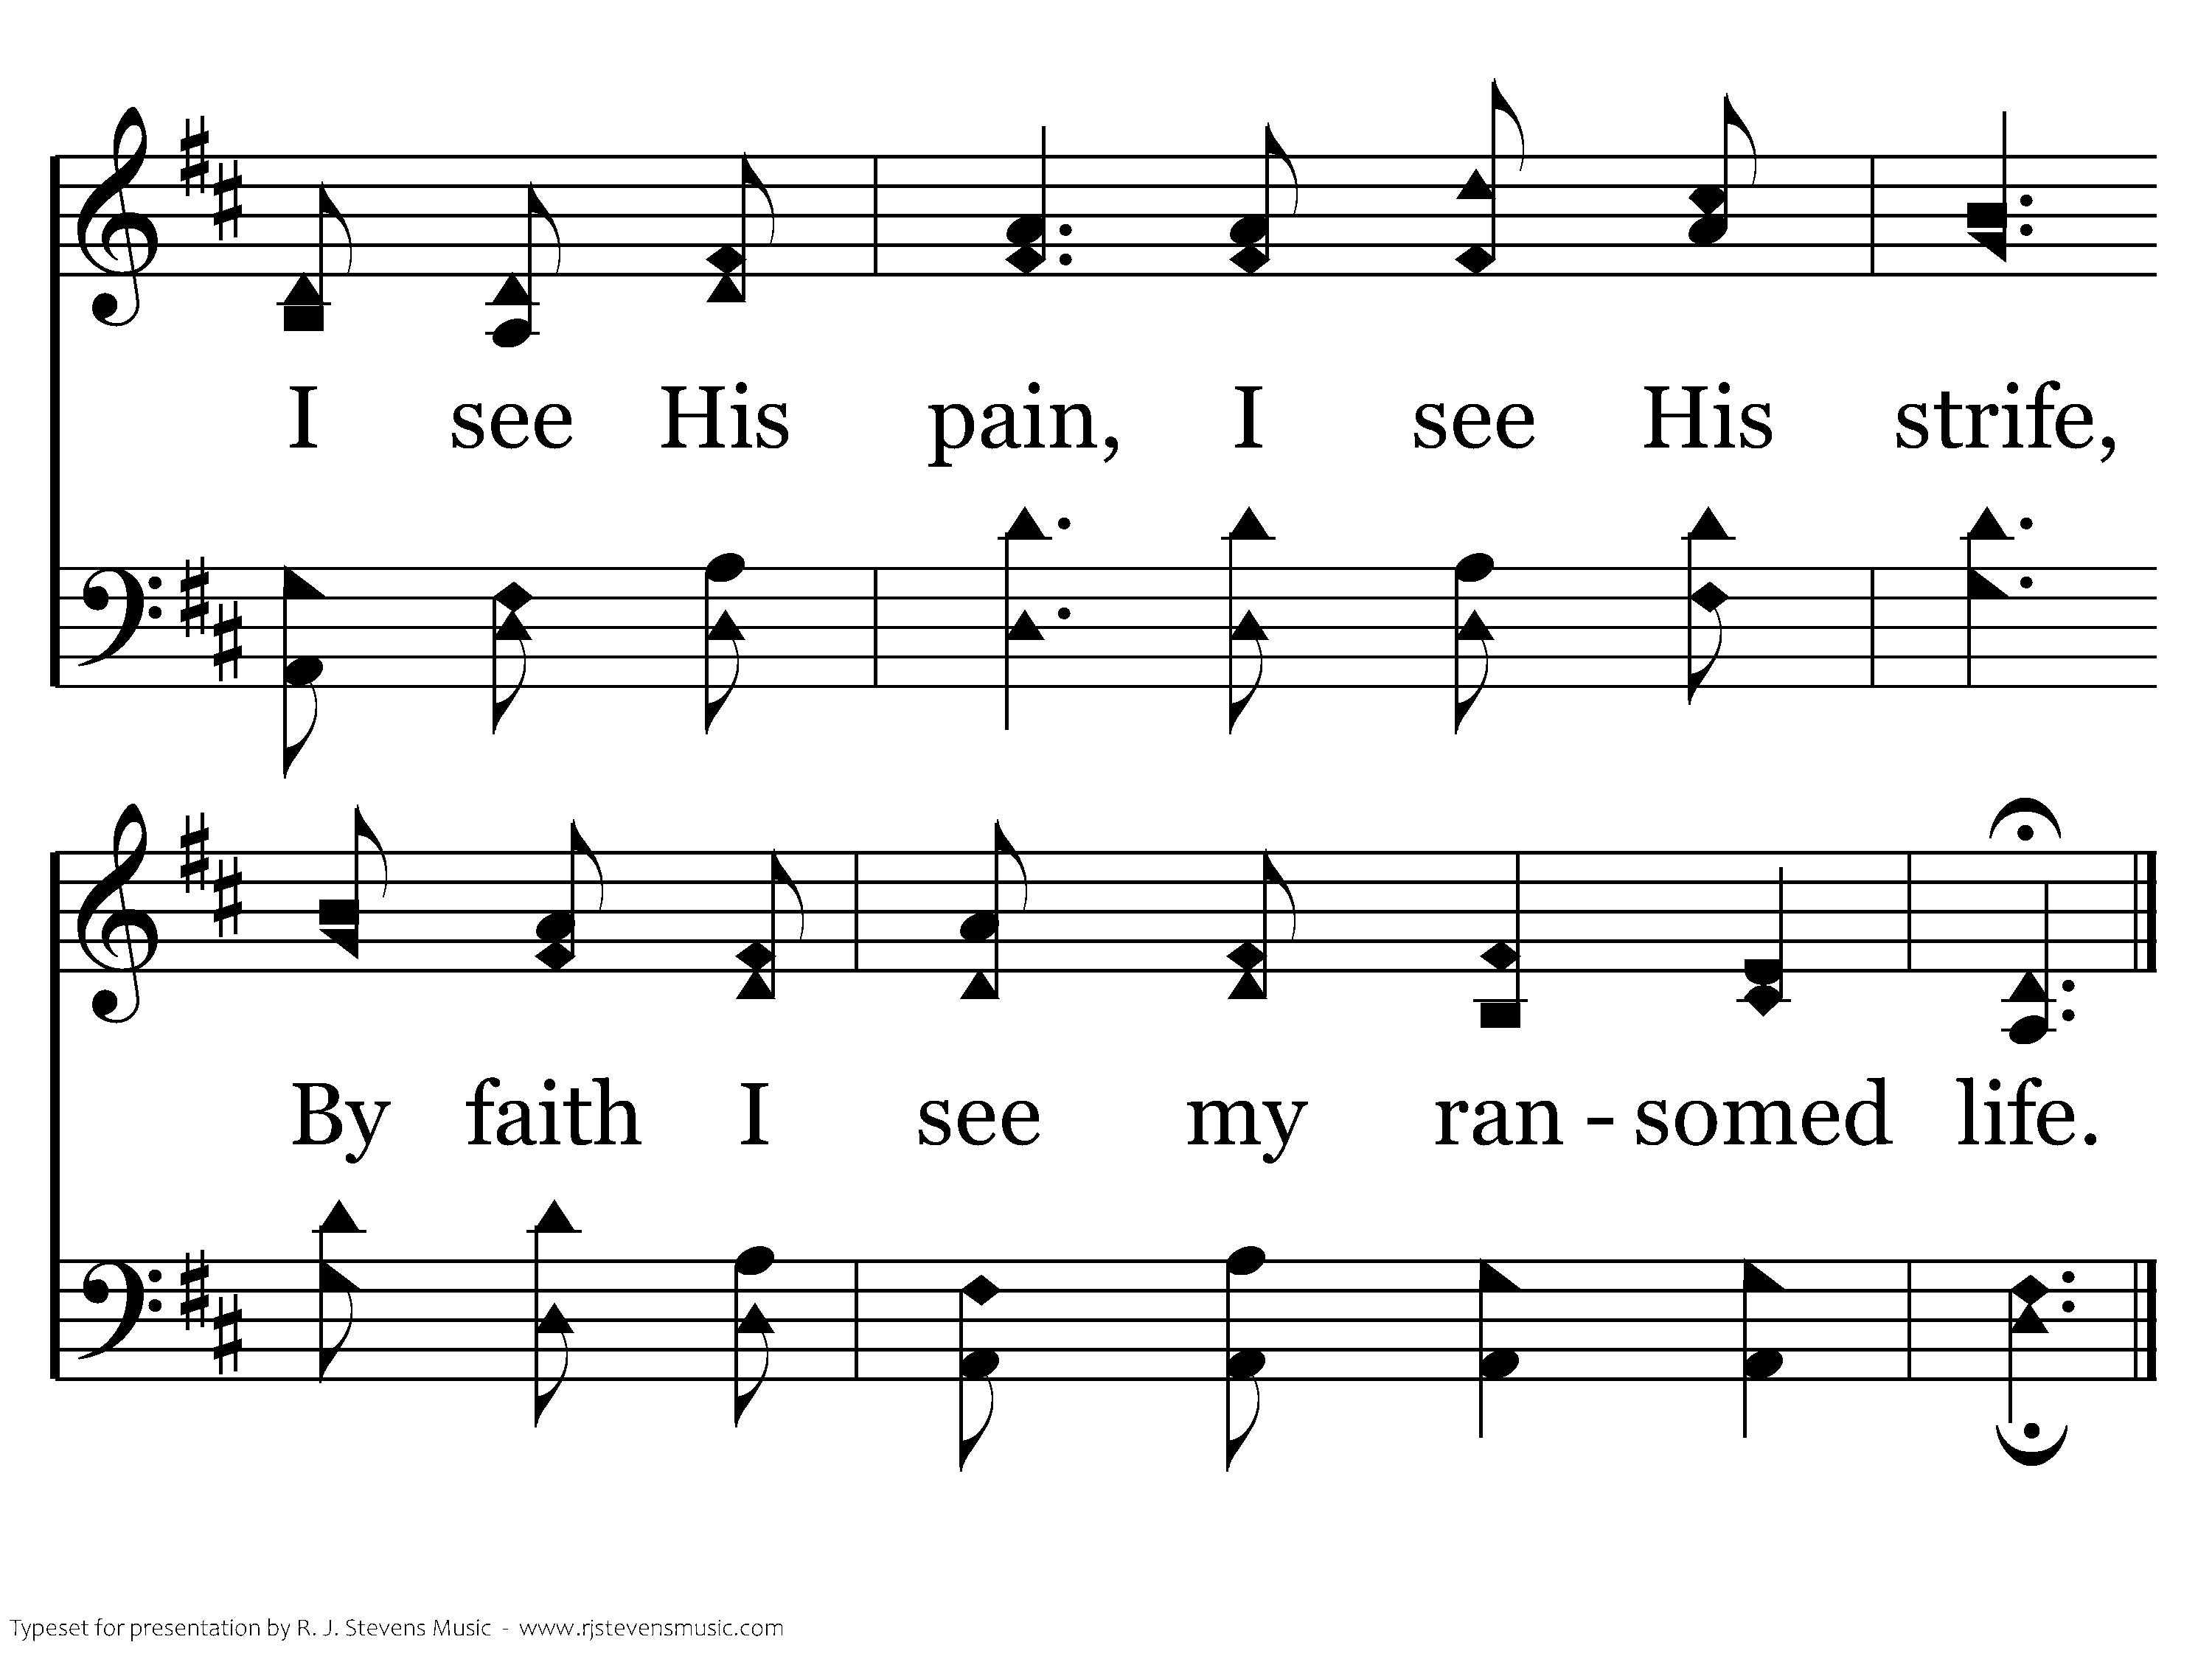 I see His pain, I see His strife,
By faith I see my ran - somed life.
Typeset for presentation by R. J. Stevens Music - www.rjstevensmusic.com